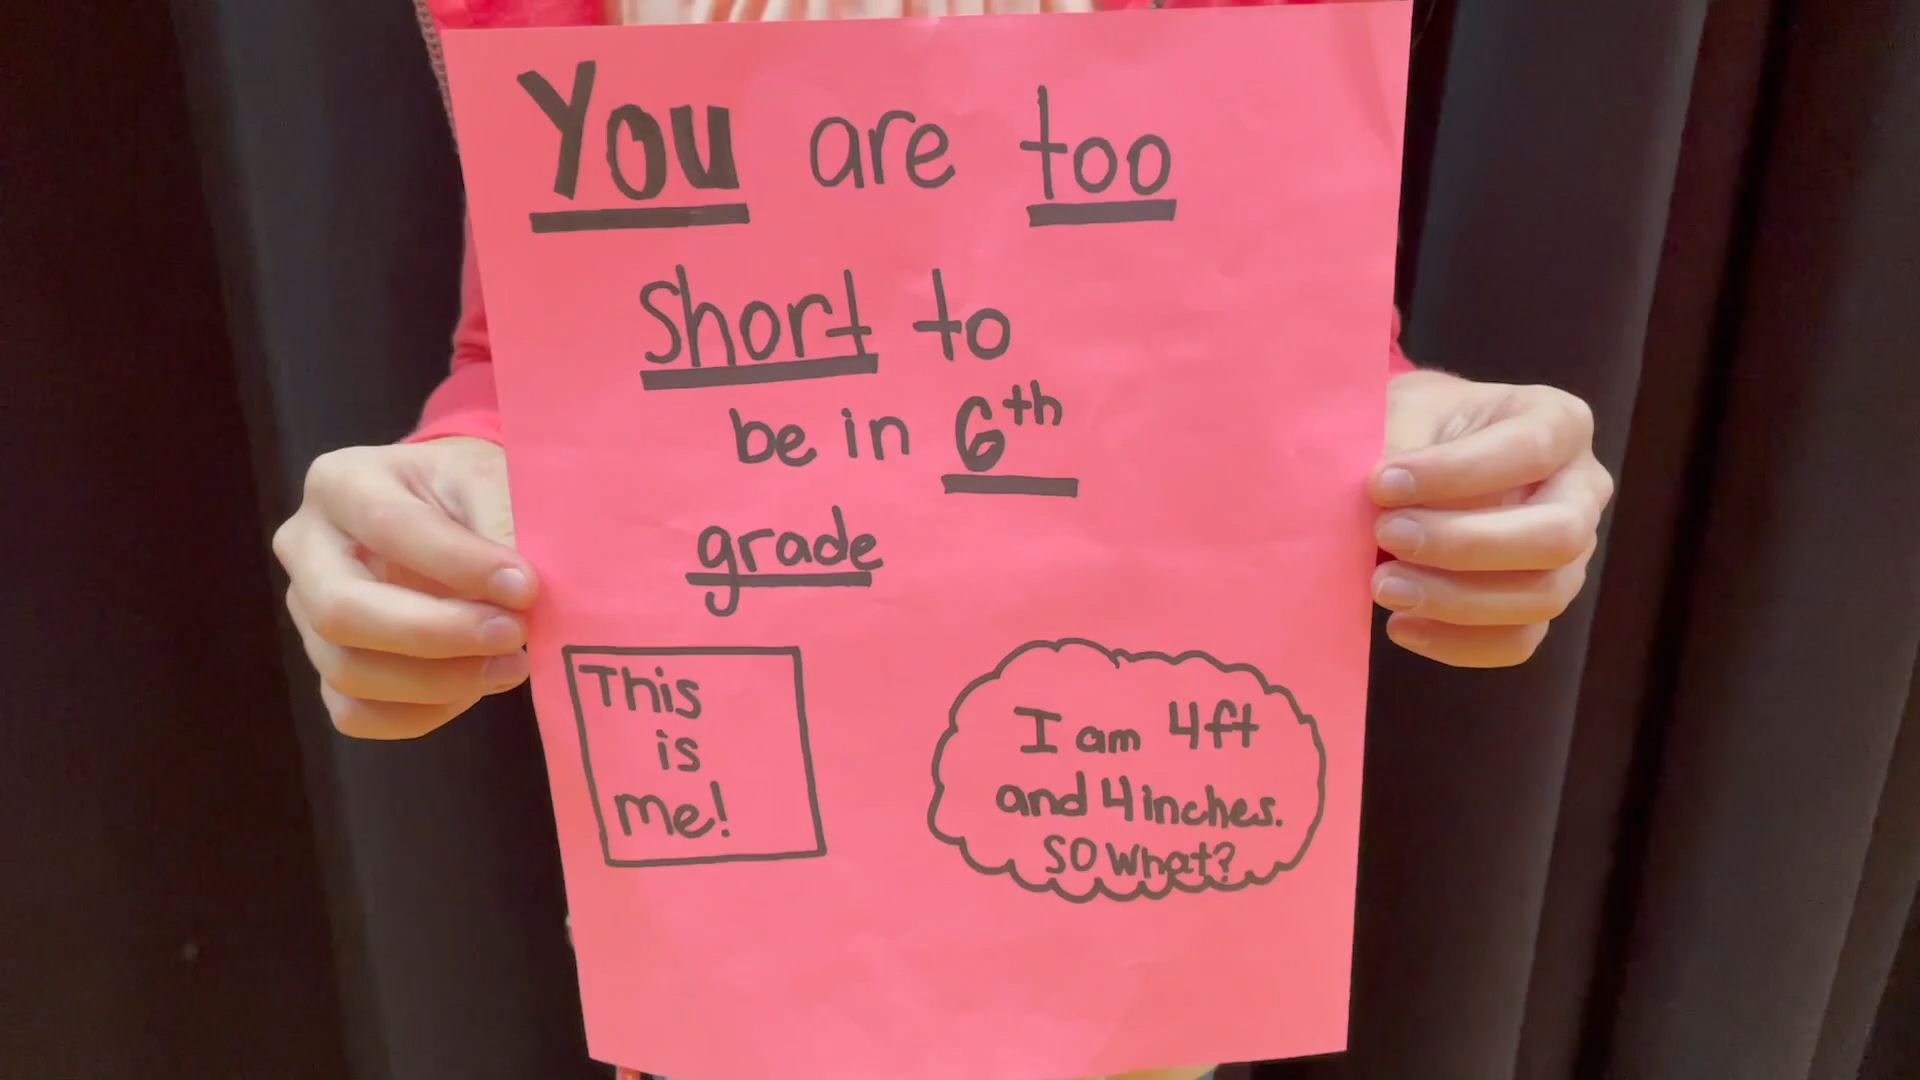 You are too
Short to
be in 6th
grade
This
is
me!
I am 4ft
and 4 inches.
SO What?